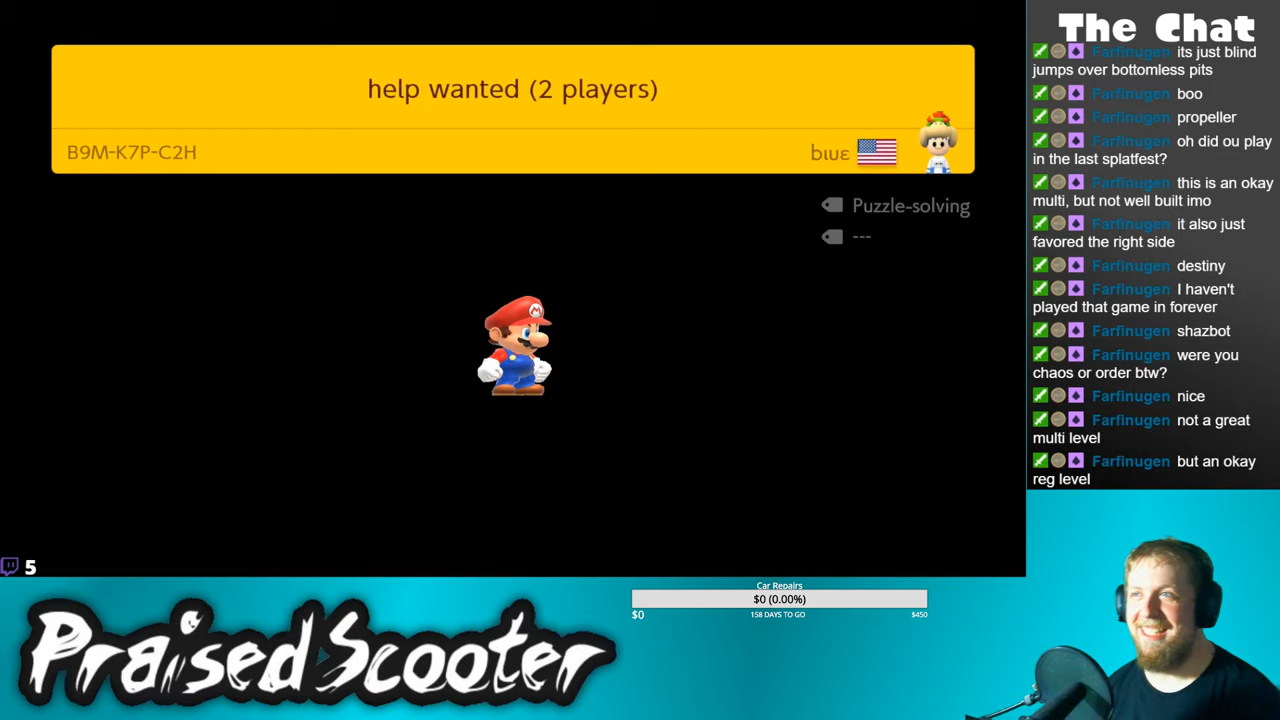 help wanted (2 players)
B9M-K7P-C2H
bιuε
Puzzle-solving
---
M
The Chat
Farfinugen its just blind
jumps over bottomless pits
Farfinugen boo
Farfinugen propeller
Farfinugen oh did ou play
in the last splatfest?
Farfinugen this is an okay
multi, but not well built imo
Farfinugen it also just
favored the right side
Farfinugen destiny
Farfinugen I haven't
played that game in forever
Farfinugen shazbot
Farfinugen were you
chaos or order btw?
Farfinugen nice
Farfinugen not a great
multi level
Farfinugen but an okay
reg level
5
Car Repairs
$0 (0.00%)
$0 158 DAYS TO GO $450
PraisedScooter